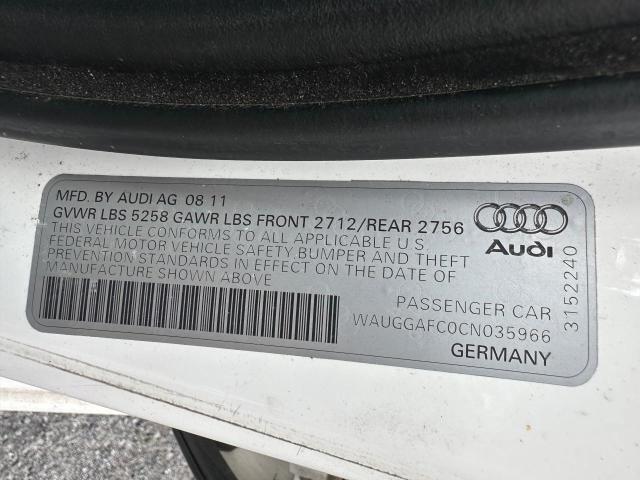 MFD. BY AUDI AG 08 11
GVWR LBS 5258 GAWR LBS FRONT 2712/REAR 2756
THIS VEHICLE CONFORMS TO ALL APPLICABLE U S
FEDERAL MOTOR VEHICLE SAFETY,BUMPER AND THEFT
PREVENTION STANDARDS IN EFFECT ON THE DATE OF
MANUFACTURE SHOWN ABOVE
Audi
PASSENGER CAR
WAUGGAFC0CN035966
GERMANY
3152240